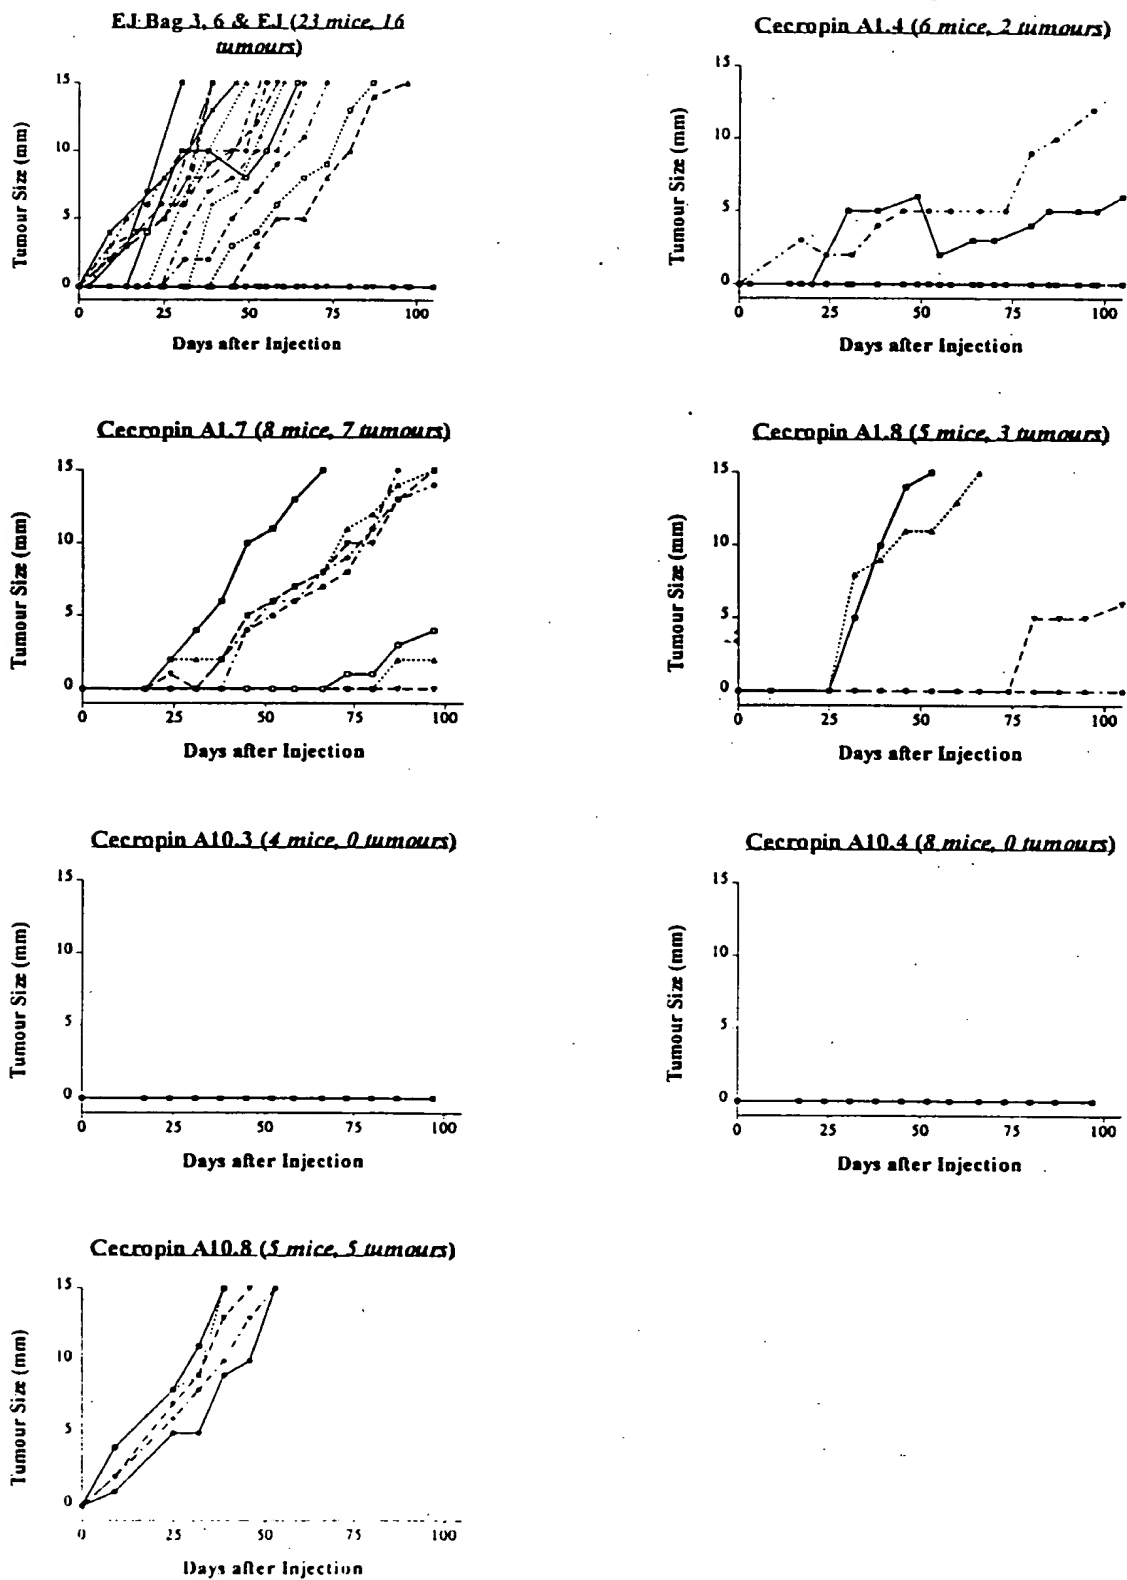 EJ Bag 3, 6 & EJ (23 mice, 16
tumours)
Tumour Size (mm)
15
10
5
0
0 25 50 75 100
Days after Injection
Cecropin A1.4 (6 mice, 2 tumours)
Tumour Size (mm)
15
10
5
0
0 25 50 75 100
Days after Injection
Cecropin A1.7 (8 mice, 7 tumours)
Tumour Size (mm)
15
10
5
0
0 25 50 75 100
Days after Injection
Cecropin A1.8 (5 mice, 3 tumours)
Tumour Size (mm)
15
10
5
0
0 25 50 75 100
Days after Injection
Cecropin A10.3 (4 mice, 0 tumours)
Tumour Size (mm)
15
10
5
0
0 25 50 75 100
Days after Injection
Cecropin A10.4 (8 mice, 0 tumours)
Tumour Size (mm)
15
10
5
0
0 25 50 75 100
Days after Injection
Cecropin A10.8 (5 mice, 5 tumours)
Tumour Size (mm)
15
10
5
0
0 25 50 75 100
Days after Injection